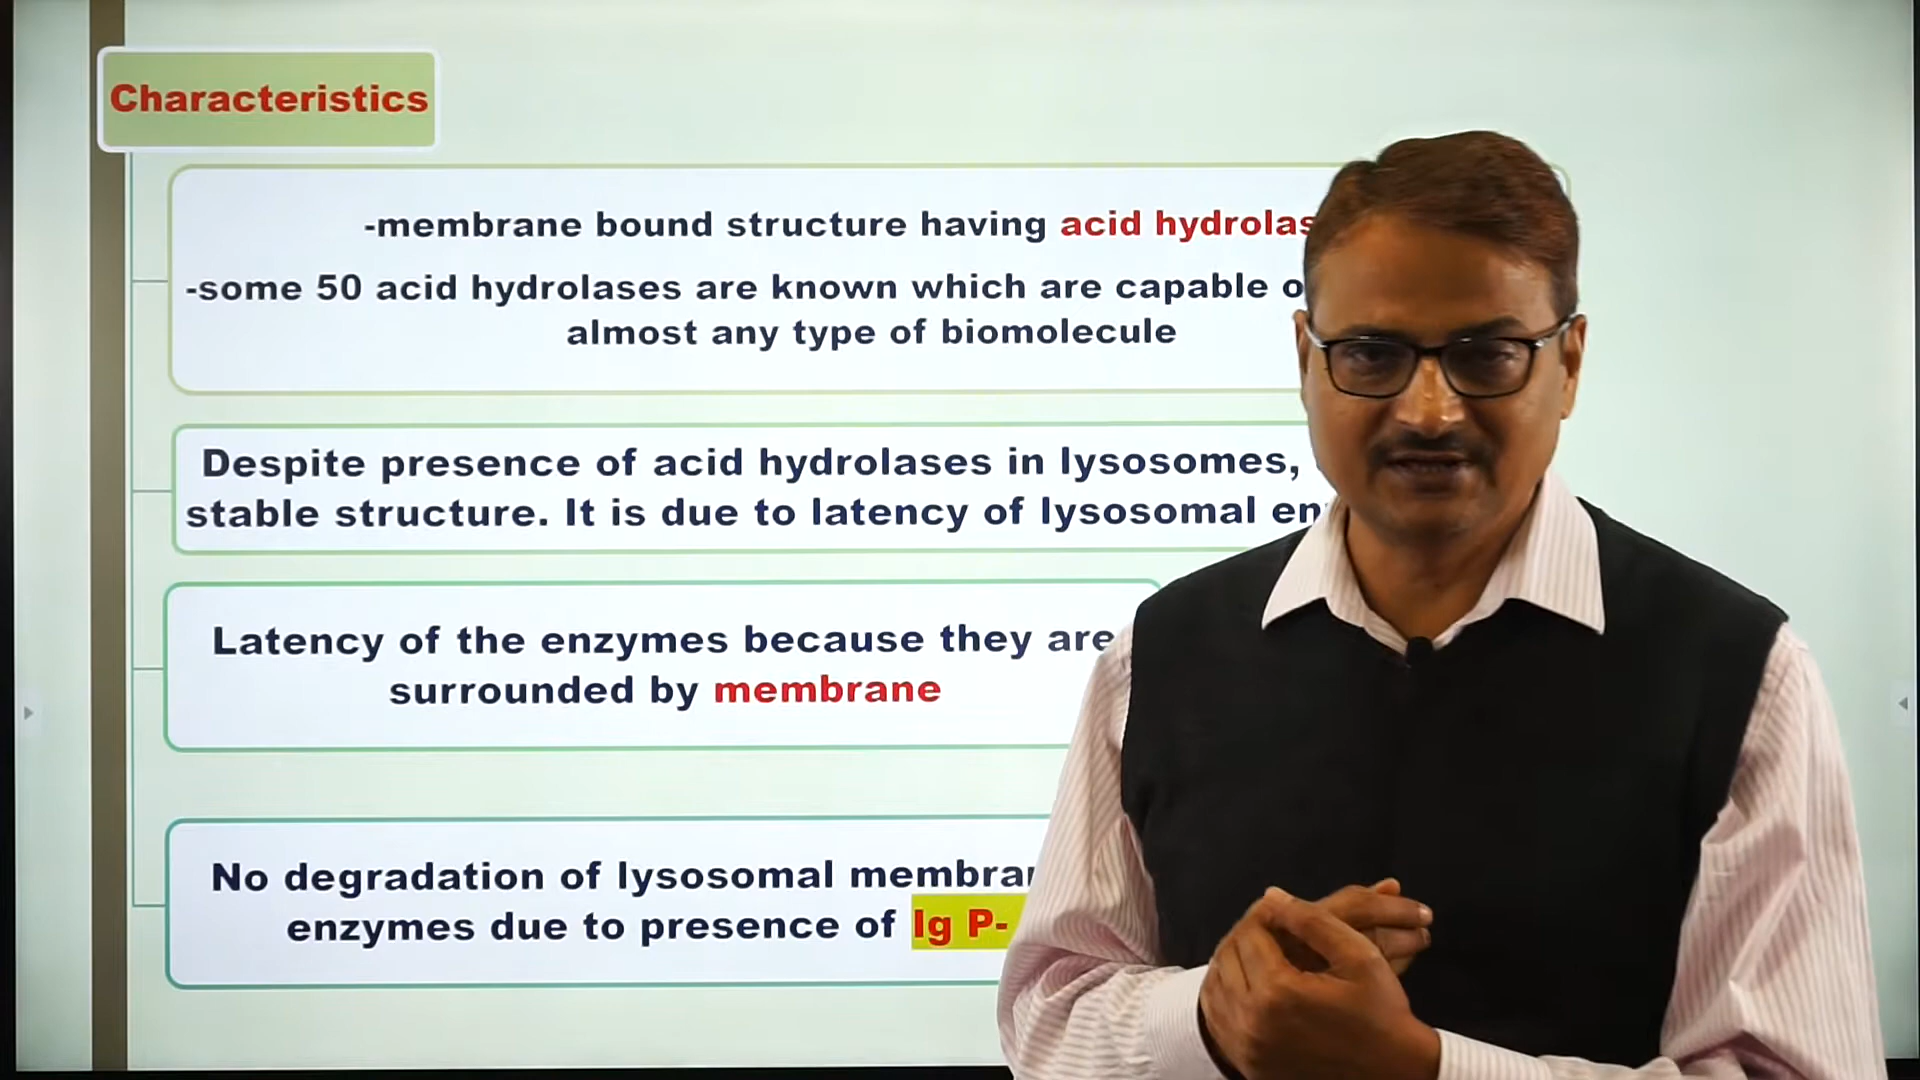 Characteristics
-membrane bound structure having acid hydrolas
-some 50 acid hydrolases are known which are capable o
almost any type of biomolecule
Despite presence of acid hydrolases in lysosomes,
stable structure. It is due to latency of lysosomal en
Latency of the enzymes because they are
surrounded by membrane
No degradation of lysosomal membra
enzymes due to presence of Ig P-